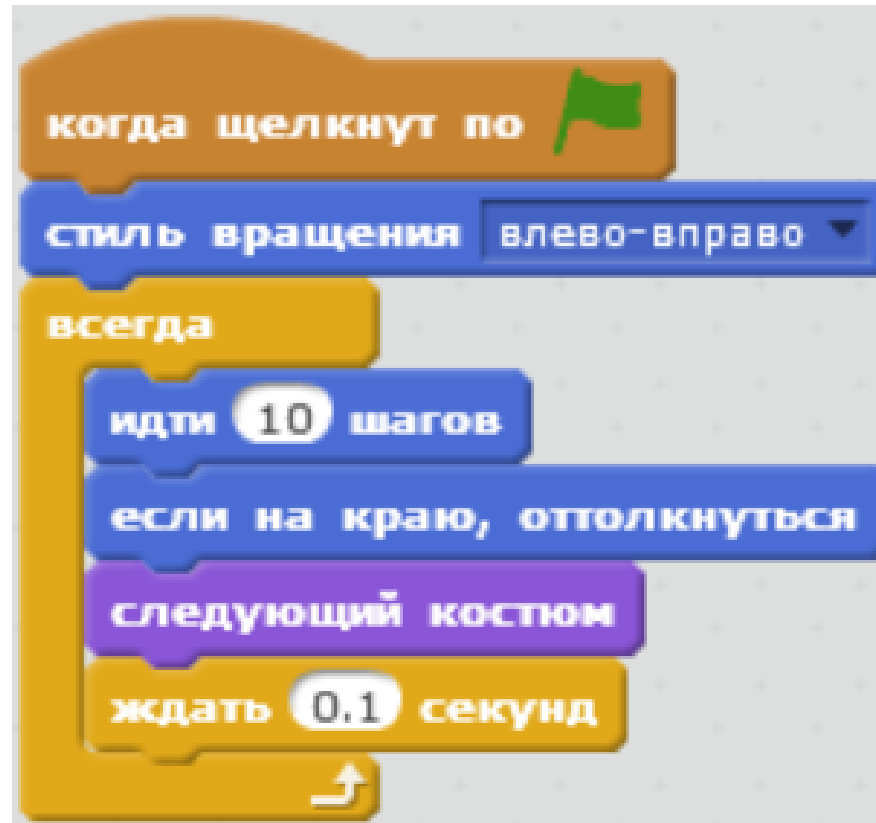 когда щелкнут по
стиль вращения влево-вправо
всегда
идти 10 шагов
если на краю, оттолкнуться
следующий костюм
ждать 0.1 секунд